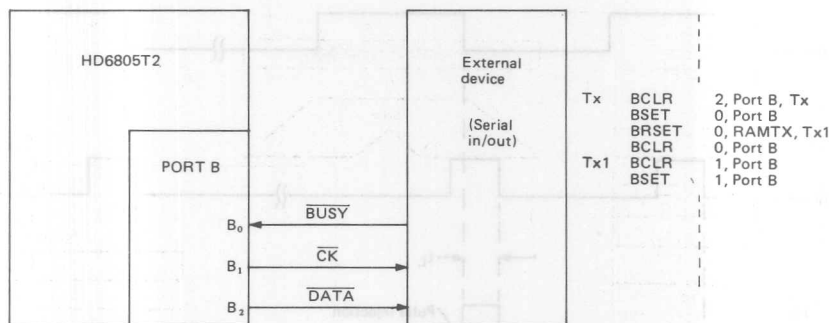 HD6805T2
External
device
(Serial
in/out)
PORT B
B0
BUSY
B1
CK
B2
DATA
Tx BCLR 2, Port B, Tx
BSET 0, Port B
BRSET 0, RAMTX, Tx1
BCLR 0, Port B
Tx1 BCLR 1, Port B
BSET 1, Port B